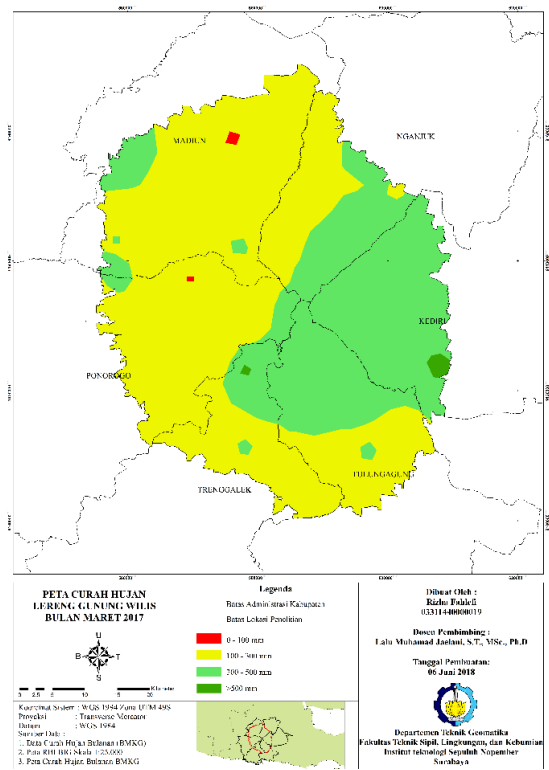 NGANJUK
MADIUN
KEDIRI
PONOROGO
TULUNGAGUNG
TRENGGALEK
PETA CURAH HUJAN
LERENG GUNUNG WILIS
BULAN MARET 2017
U
B
T
S
Kilometer
Koordinat Sistem : WGS 1984 Zona UTM 49S
Proyeksi : Transverse Mercator
Datum : WGS 1984
Sumber Data :
1. Data Curah Hujan Bulanan (BMKG)
2. Peta RBI BIG Skala 1:25.000
3. Peta Curah Hujan Bulanan BMKG
Legenda
Batas Administrasi Kabupaten
Batas Lokasi Penelitian
0 - 100 mm
100 - 300 mm
300 - 500 mm
>500 mm
Dibuat Oleh :
03311440000019
Dosen Pembimbing :
Lalu Muhamad Jaelani, S.T., MSc., Ph.D
Tanggal Pembuatan:
06 Juni 2018
Departemen Teknik Geomatika
Fakultas Teknik Sipil, Lingkungan, dan Kebumian
Institut teknologi Sepuluh Nopember
Surabaya